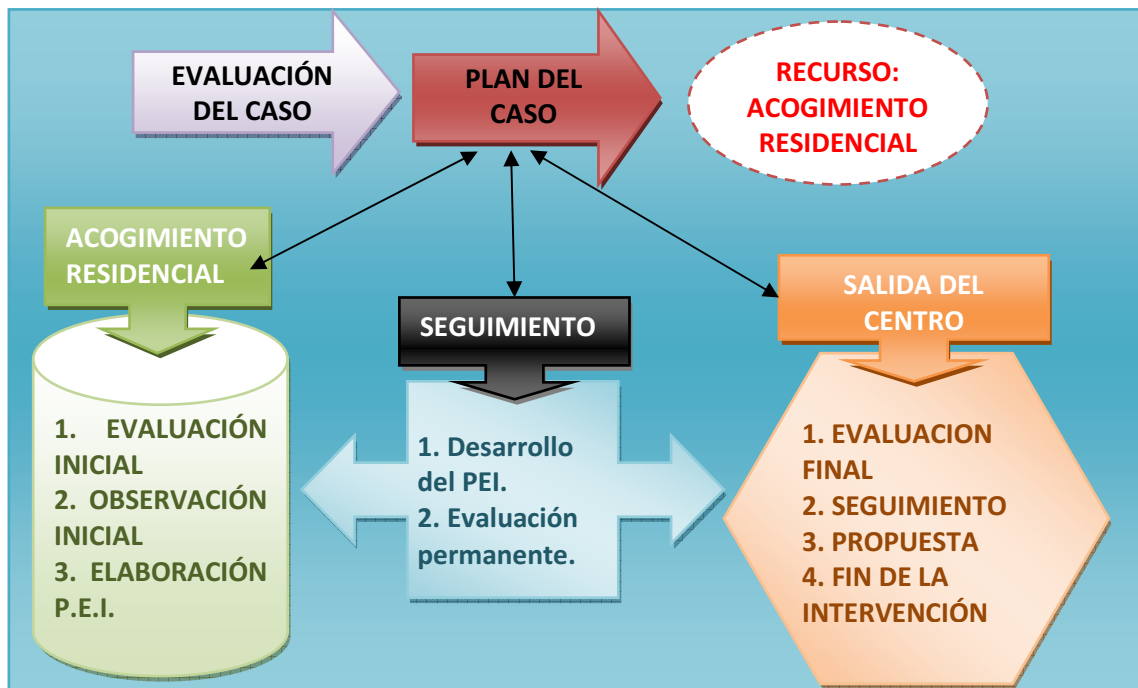 EVALUACIÓN
DEL CASO
PLAN DEL
CASO
RECURSO:
ACOGIMIENTO
RESIDENCIAL
ACOGIMIENTO
RESIDENCIAL
1. EVALUACIÓN
INICIAL
2. OBSERVACIÓN
INICIAL
3. ELABORACIÓN
P.E.I.
SEGUIMIENTO
1. Desarrollo
del PEI.
2. Evaluación
permanente.
SALIDA DEL
CENTRO
1. EVALUACION
FINAL
2. SEGUIMIENTO
3. PROPUESTA
4. FIN DE LA
INTERVENCIÓN